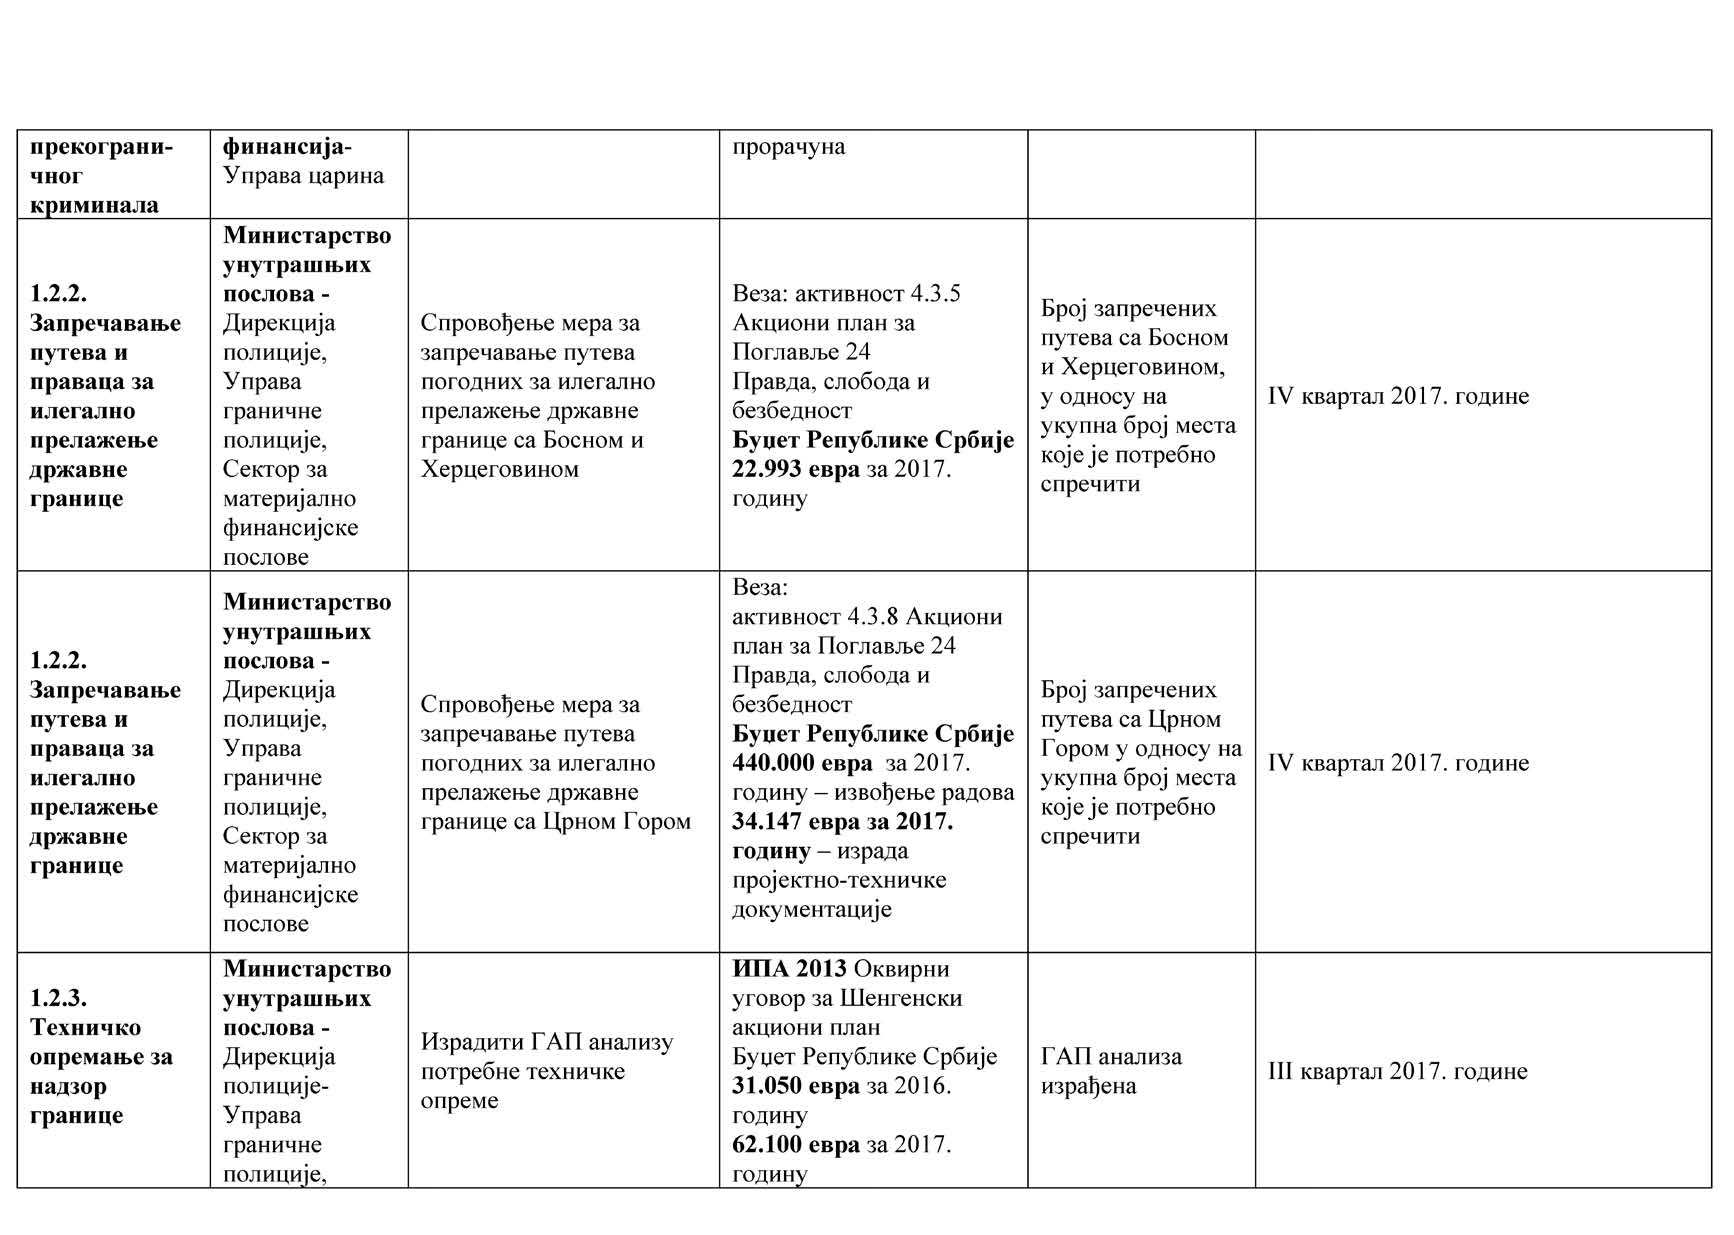 прекограни-
чног
криминала
финансија-
Управа царина
прорачуна
1.2.2.
Запречавање
путева и
праваца за
илегално
прелажење
државне
границе
Министарство
унутрашњих
послова -
Дирекција
полиције,
Управа
граничне
полиције,
Сектор за
материјално
финансијске
послове
Спровођење мера за
запречавање путева
погодних за илегално
прелажење државне
границе са Босном и
Херцеговином
Веза: активност 4.3.5
Акциони план за
Поглавље 24
Правда, слобода и
безбедност
Буџет Републике Србије
22.993 евра за 2017.
годину
Број запречених
путева са Босном
и Херцеговином,
у односу на
укупна број места
које је потребно
спречити
IV квартал 2017. године
1.2.2.
Запречавање
путева и
праваца за
илегално
прелажење
државне
границе
Министарство
унутрашњих
послова -
Дирекција
полиције,
Управа
граничне
полиције,
Сектор за
материјално
финансијске
послове
Спровођење мера за
запречавање путева
погодних за илегално
прелажење државне
границе са Црном Гором
Веза:
активност 4.3.8 Акциони
план за Поглавље 24
Правда, слобода и
безбедност
Буџет Републике Србије
440.000 евра  за 2017.
годину – извођење радова
34.147 евра за 2017.
годину – израда
пројектно-техничке
документације
Број запречених
путева са Црном
Гором у односу на
укупна број места
које је потребно
спречити
IV квартал 2017. године
1.2.3.
Техничко
опремање за
надзор
границе
Министарство
унутрашњих
послова -
Дирекција
полиције-
Управа
граничне
полиције,
Израдити ГАП анализу
потребне техничке
опреме
ИПА 2013 Оквирни
уговор за Шенгенски
акциони план
Буџет Републике Србије
31.050 евра за 2016.
годину
62.100 евра за 2017.
годину
ГАП анализа
израђена
III квартал 2017. године